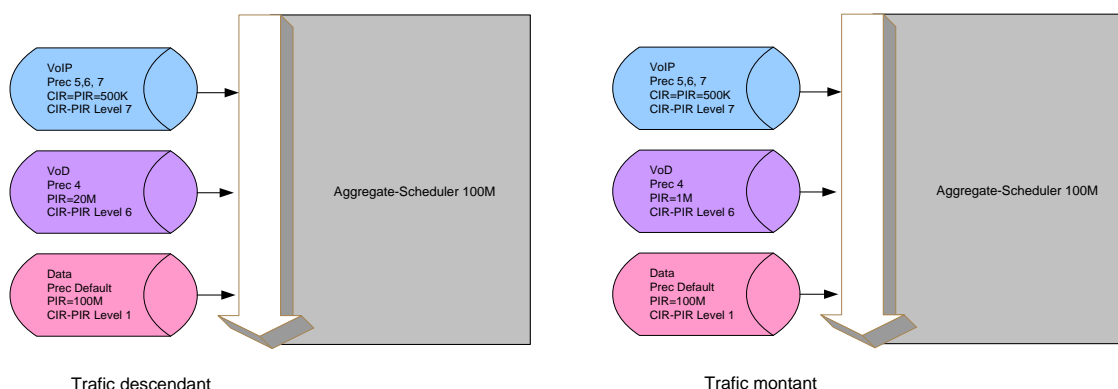 VoIP
Prec 5,6, 7
CIR=PIR=500K
CIR-PIR Level 7
VoD
Prec 4
PIR=20M
CIR-PIR Level 6
Data
Prec Default
PIR=100M
CIR-PIR Level 1
Aggregate-Scheduler 100M
Trafic descendant
VoIP
Prec 5,6, 7
CIR=PIR=500K
CIR-PIR Level 7
VoD
Prec 4
PIR=1M
CIR-PIR Level 6
Data
Prec Default
PIR=100M
CIR-PIR Level 1
Aggregate-Scheduler 100M
Trafic montant